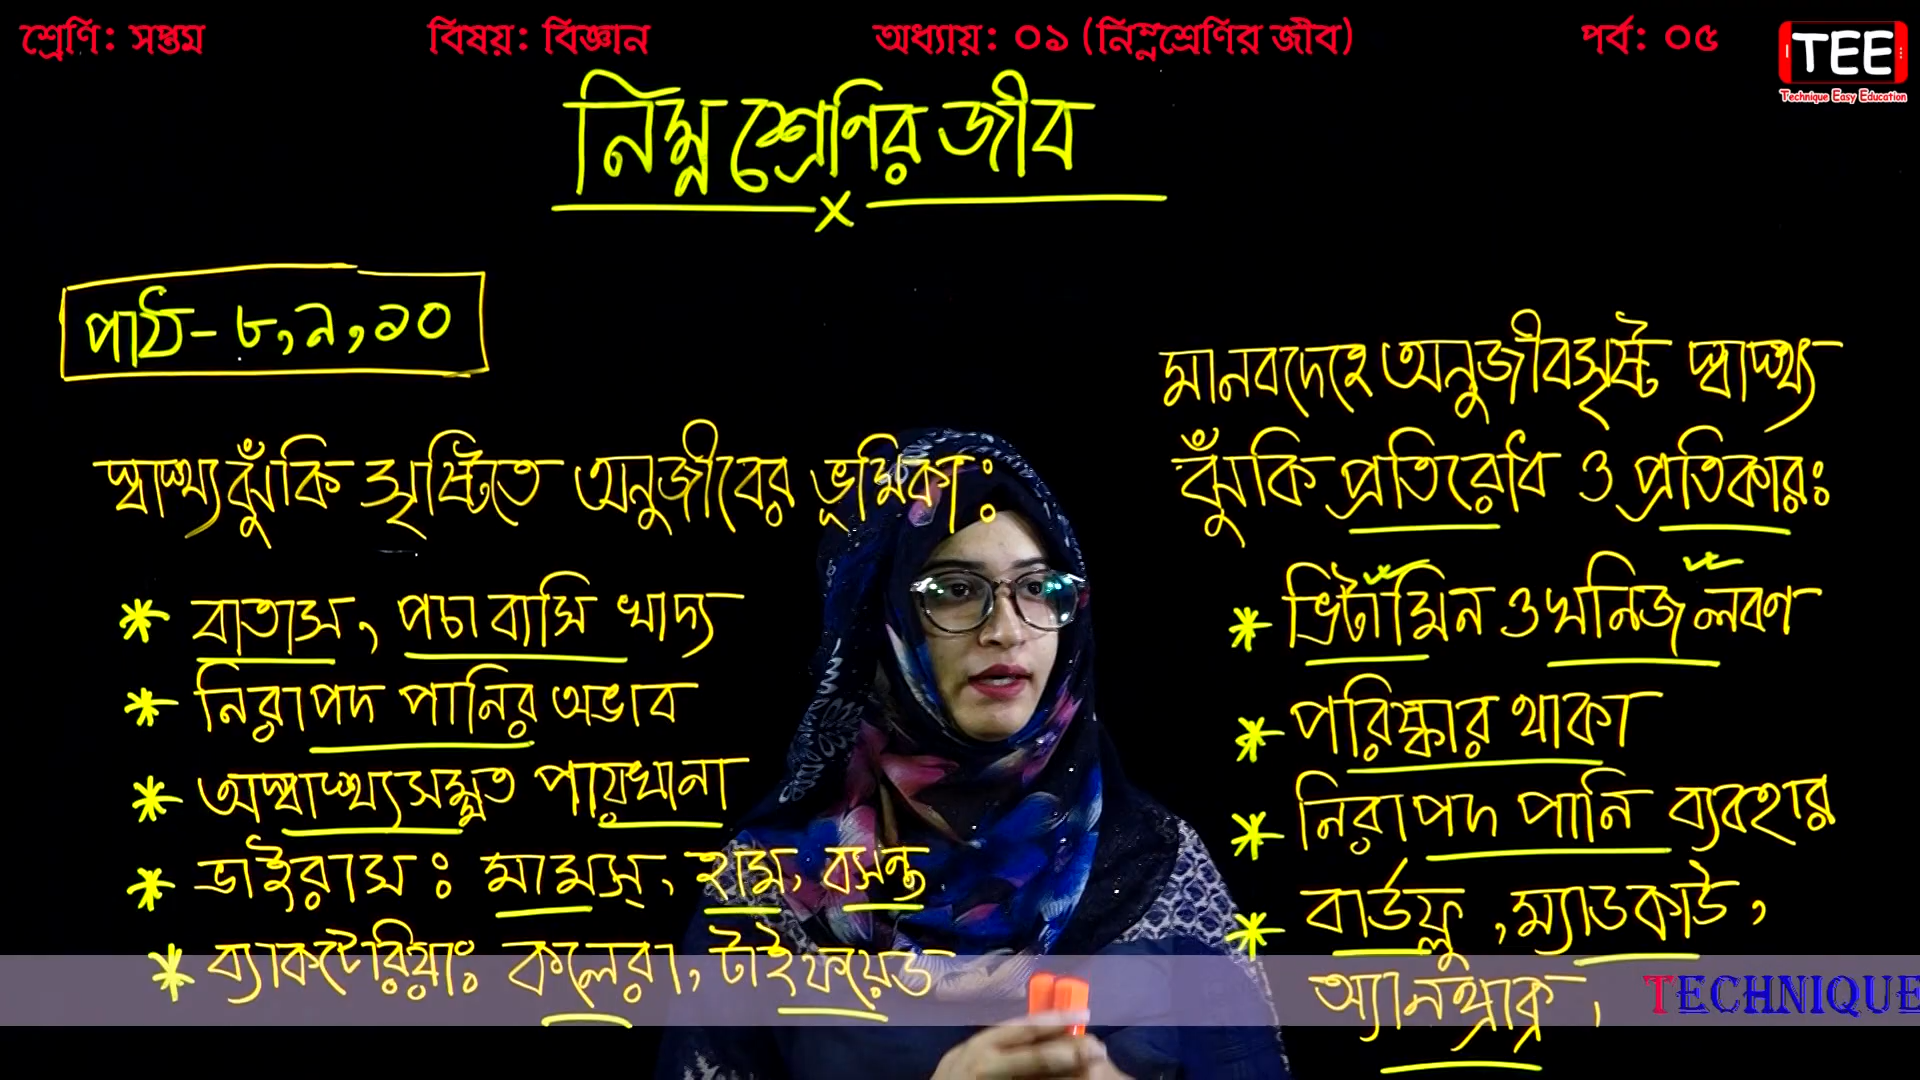 শ্রেণি: সপ্তম
বিষয়: বিজ্ঞান
অধ্যায়: ০১ (নিম্নশ্রেণির জীব)
পর্ব: ০৫
TEE
Technique Easy Education
নিম্ন শ্রেণির জীব
x
পাঠ - ৮, ৯, ১০
স্বাস্থ্য ঝুঁকি সৃষ্টিতে অনুজীবের ভূমিকা:
* বাতাস, পচা বাসি খাদ্য
* নিরাপদ পানির অভাব
* অস্বাস্থ্যসম্মত পায়খানা
* ভাইরাস: মামস্, হাম, বসন্ত
* ব্যাকটেরিয়া: কলেরা, টাইফয়েড
মানবদেহে অনুজীবসৃষ্ট স্বাস্থ্য
ঝুঁকি প্রতিরোধ ও প্রতিকার:
* ভিটামিন ও খনিজ লবণ
* পরিষ্কার থাকা
* নিরাপদ পানি ব্যবহার
* বার্ডফ্লু, ম্যাডকাউ,
অ্যানথ্রাক্স।
TECHNIQUE